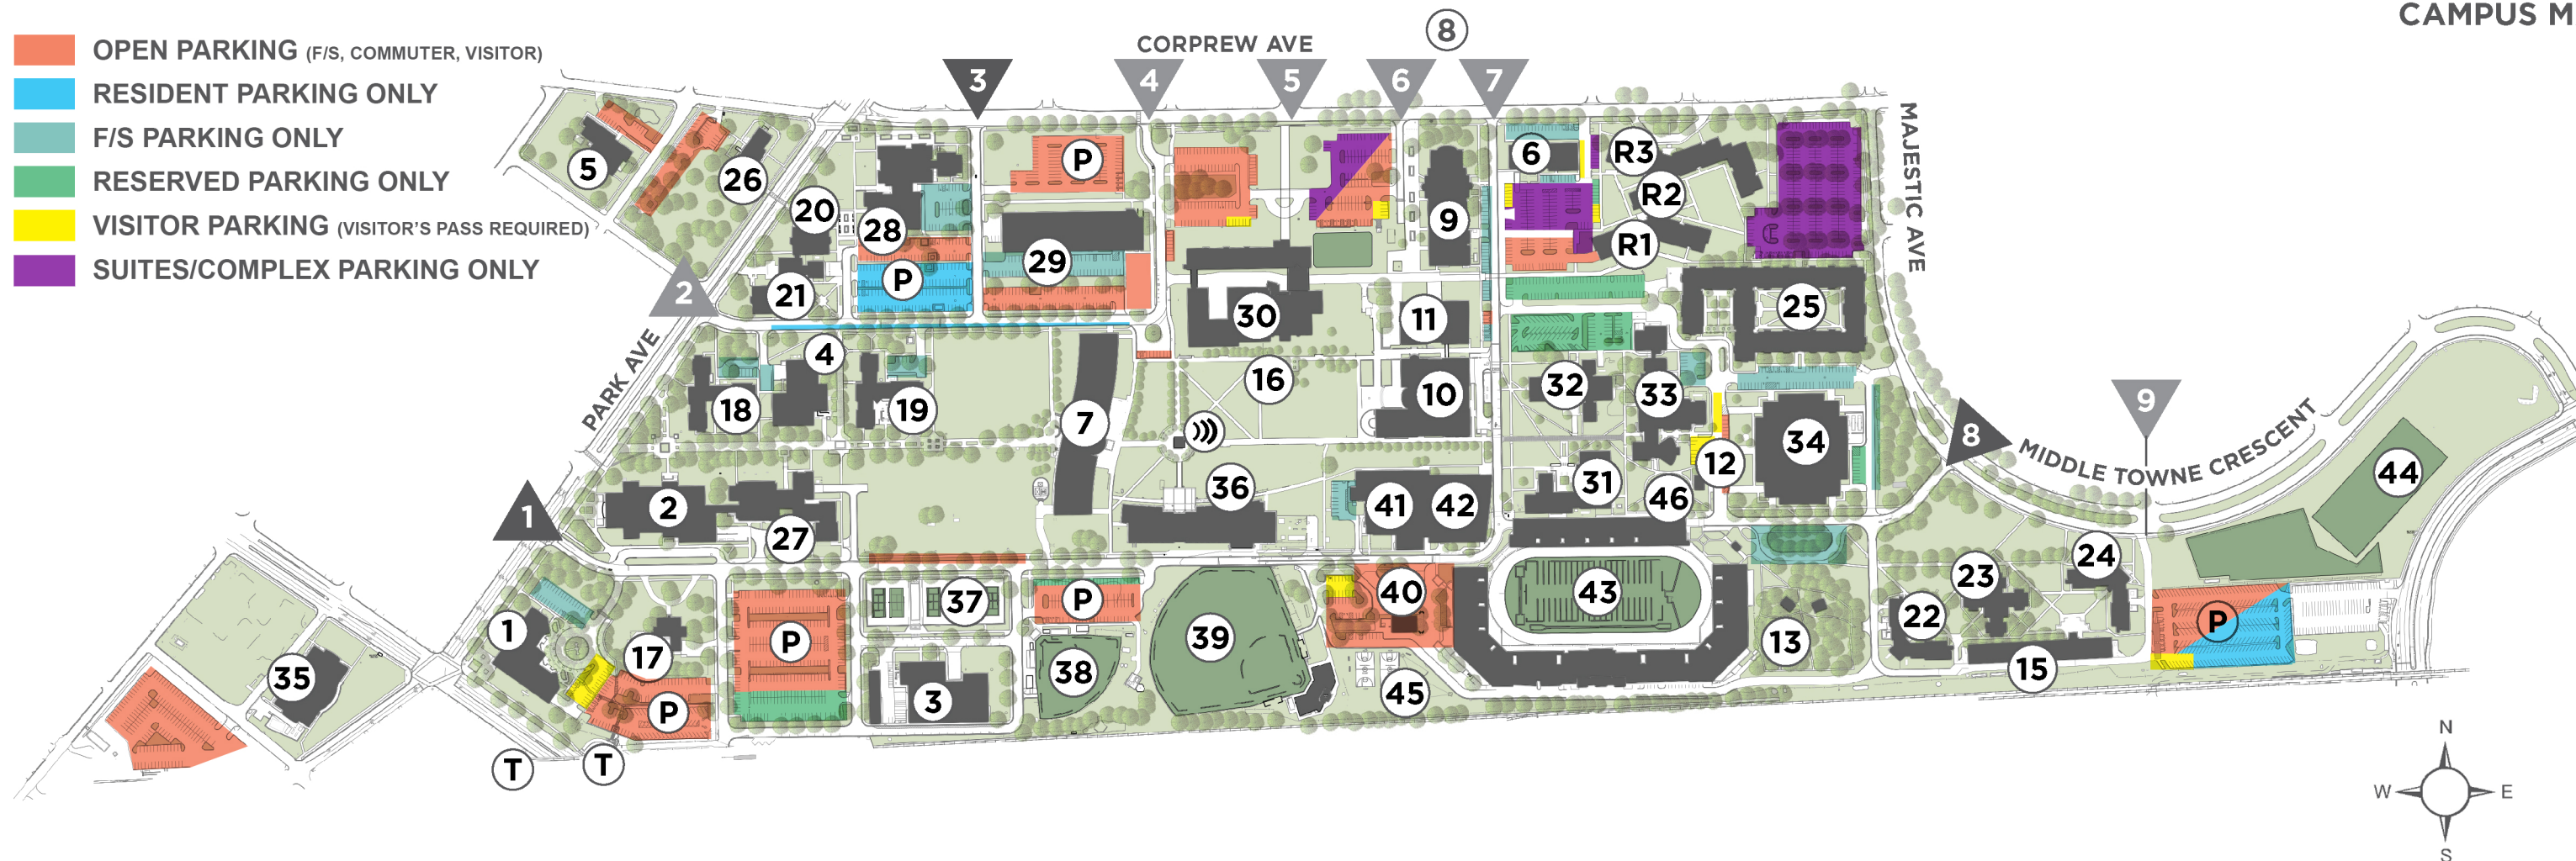 CAMPUS M
OPEN PARKING (F/S, COMMUTER, VISITOR)
RESIDENT PARKING ONLY
F/S PARKING ONLY
RESERVED PARKING ONLY
VISITOR PARKING (VISITOR'S PASS REQUIRED)
SUITES/COMPLEX PARKING ONLY
CORPREW AVE
8
3
4
5
6
7
MAJESTIC AVE
5
26
20
28
P
P
29
9
6
R3
R2
R1
2
21
30
11
25
PARK AVE
4
18
19
7
16
10
32
33
34
12
8
MIDDLE TOWNE CRESCENT
9
44
1
2
27
36
41
42
31
46
1
17
35
P
P
37
P
38
3
39
40
45
43
13
23
24
22
15
P
T
T
N
W
E
S